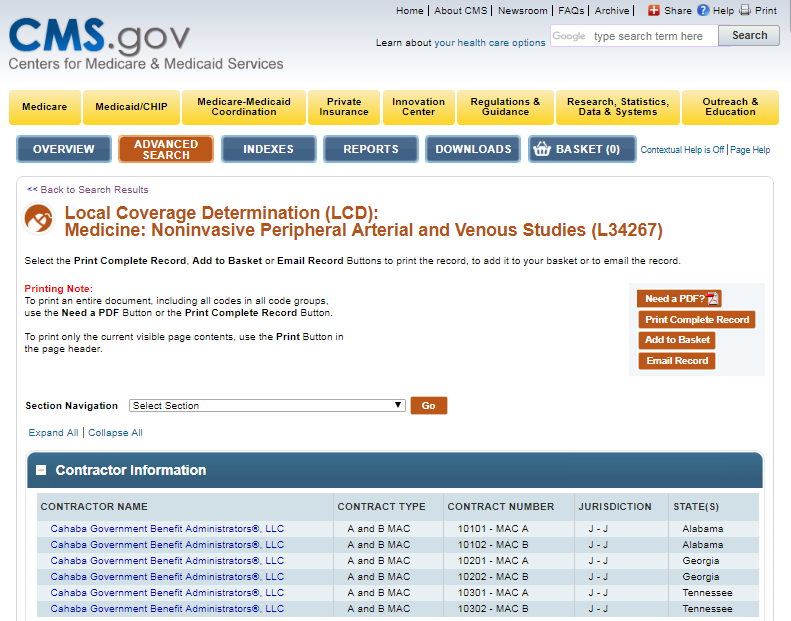 Home | About CMS | Newsroom | FAQs | Archive | Share Help Print
CMS.gov
Centers for Medicare & Medicaid Services
Learn about your health care options Google type search term here Search
Medicare
Medicaid/CHIP
Medicare-Medicaid
Coordination
Private
Insurance
Innovation
Center
Regulations &
Guidance
Research, Statistics,
Data & Systems
Outreach &
Education
OVERVIEW
ADVANCED
SEARCH
INDEXES
REPORTS
DOWNLOADS
BASKET (0)
Contextual Help is Off | Page Help
<< Back to Search Results
Local Coverage Determination (LCD):
Medicine: Noninvasive Peripheral Arterial and Venous Studies (L34267)
Select the Print Complete Record, Add to Basket or Email Record Buttons to print the record, to add it to your basket or to email the record.
Printing Note:
To print an entire document, including all codes in all code groups,
use the Need a PDF Button or the Print Complete Record Button.
To print only the current visible page contents, use the Print Button in
the page header.
Need a PDF?
Print Complete Record
Add to Basket
Email Record
Section Navigation Select Section Go
Expand All | Collapse All
Contractor Information
CONTRACTOR NAME CONTRACT TYPE CONTRACT NUMBER JURISDICTION STATE(S)
Cahaba Government Benefit Administrators®, LLC A and B MAC 10101 - MAC A J - J Alabama
Cahaba Government Benefit Administrators®, LLC A and B MAC 10102 - MAC B J - J Alabama
Cahaba Government Benefit Administrators®, LLC A and B MAC 10201 - MAC A J - J Georgia
Cahaba Government Benefit Administrators®, LLC A and B MAC 10202 - MAC B J - J Georgia
Cahaba Government Benefit Administrators®, LLC A and B MAC 10301 - MAC A J - J Tennessee
Cahaba Government Benefit Administrators®, LLC A and B MAC 10302 - MAC B J - J Tennessee